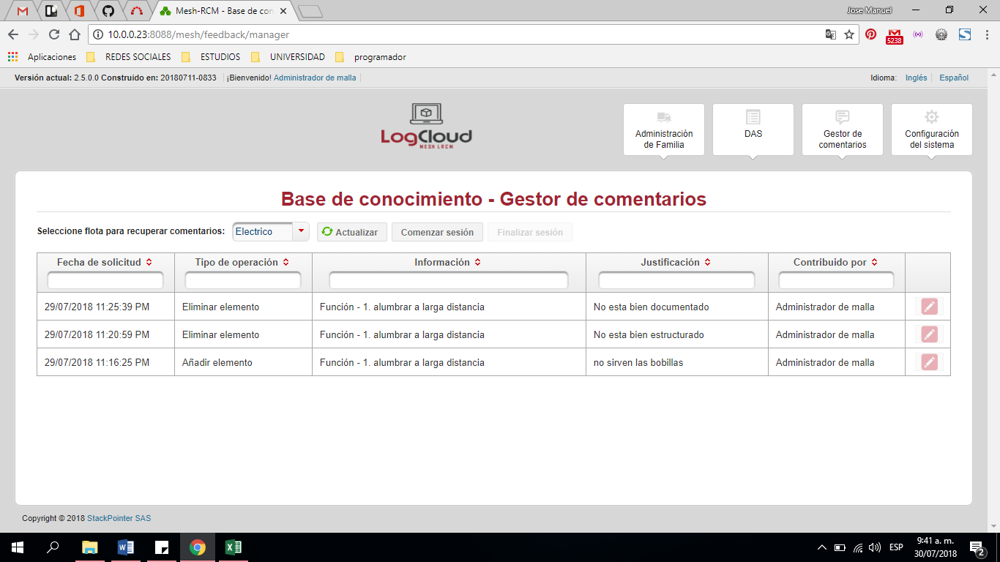 Mesh-RCM - Base de con
Jose Manuel
10.0.0.23:8088/mesh/feedback/manager
5238
Aplicaciones REDES SOCIALES ESTUDIOS UNIVERSIDAD programador
Versión actual: 2.5.0.0 Construido en: 20180711-0833 ¡Bienvenido! Administrador de malla Idioma: Inglés Español
LogCloud
MESH LRCM
Administración
de Familia
DAS
Gestor de
comentarios
Configuración
del sistema
Base de conocimiento - Gestor de comentarios
Seleccione flota para recuperar comentarios: Electrico Actualizar Comenzar sesión Finalizar sesión
Fecha de solicitud Tipo de operación Información Justificación Contribuido por
29/07/2018 11:25:39 PM Eliminar elemento Función - 1. alumbrar a larga distancia No esta bien documentado Administrador de malla
29/07/2018 11:20:59 PM Eliminar elemento Función - 1. alumbrar a larga distancia No esta bien estructurado Administrador de malla
29/07/2018 11:16:25 PM Añadir elemento Función - 1. alumbrar a larga distancia no sirven las bobillas Administrador de malla
Copyright © 2018 StackPointer SAS
ESP
9:41 a. m.
30/07/2018
2